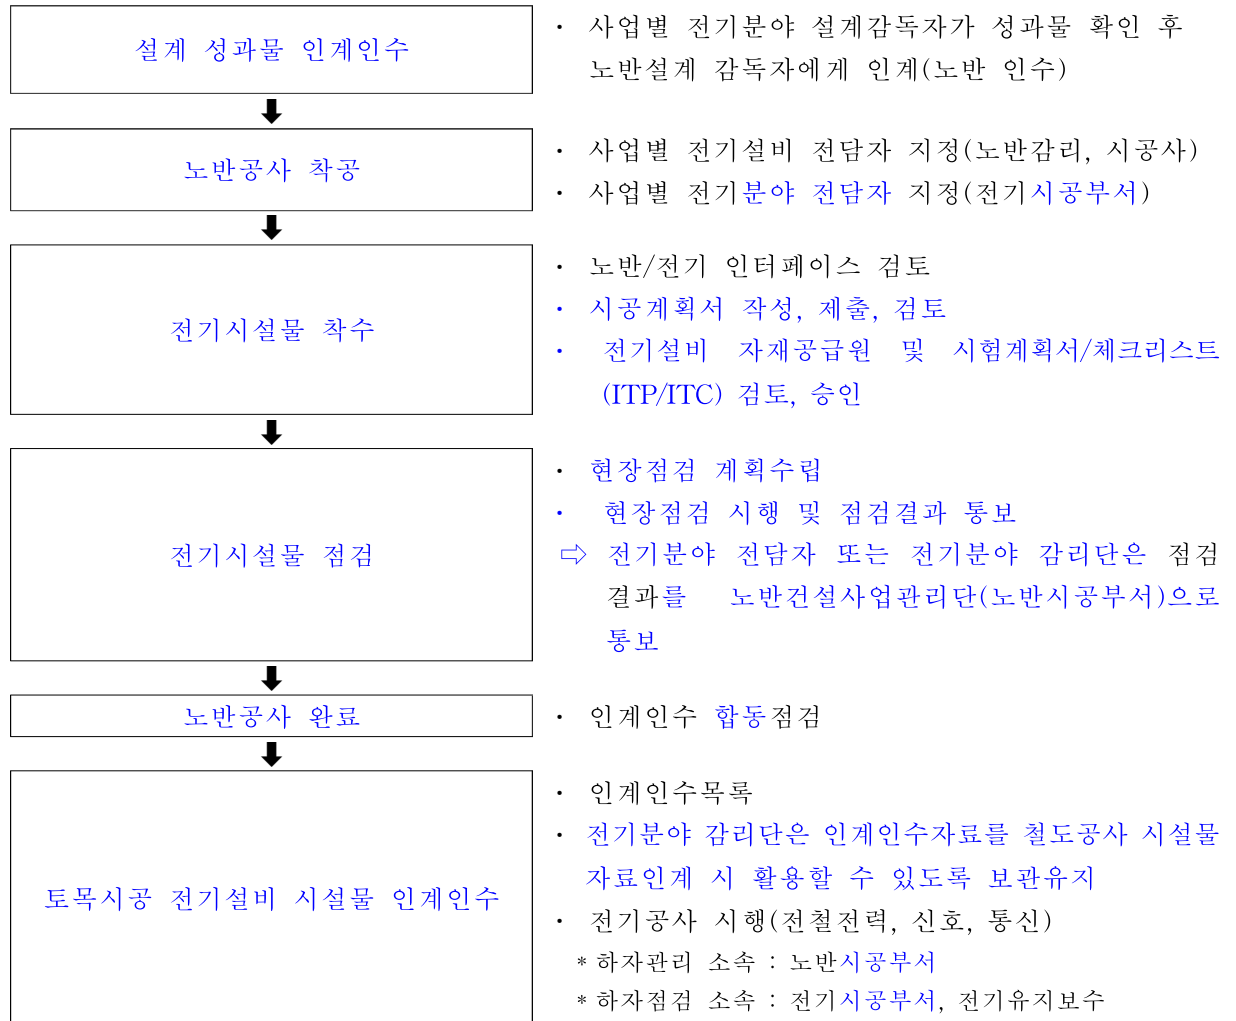 설계 성과물 인계인수
· 사업별 전기분야 설계감독자가 성과물 확인 후
노반설계 감독자에게 인계(노반 인수)
노반공사 착공
· 사업별 전기설비 전담자 지정(노반감리, 시공사)
· 사업별 전기분야 전담자 지정(전기시공부서)
전기시설물 착수
· 노반/전기 인터페이스 검토
· 시공계획서 작성, 제출, 검토
· 전기설비 자재공급원 및 시험계획서/체크리스트
(ITP/ITC) 검토, 승인
전기시설물 점검
· 현장점검 계획수립
· 현장점검 시행 및 점검결과 통보
⇨ 전기분야 전담자 또는 전기분야 감리단은 점검
결과를 노반건설사업관리단(노반시공부서)으로
통보
노반공사 완료
· 인계인수 합동점검
토목시공 전기설비 시설물 인계인수
· 인계인수목록
· 전기분야 감리단은 인계인수자료를 철도공사 시설물
자료인계 시 활용할 수 있도록 보관유지
· 전기공사 시행(전철전력, 신호, 통신)
* 하자관리 소속 : 노반시공부서
* 하자점검 소속 : 전기시공부서, 전기유지보수